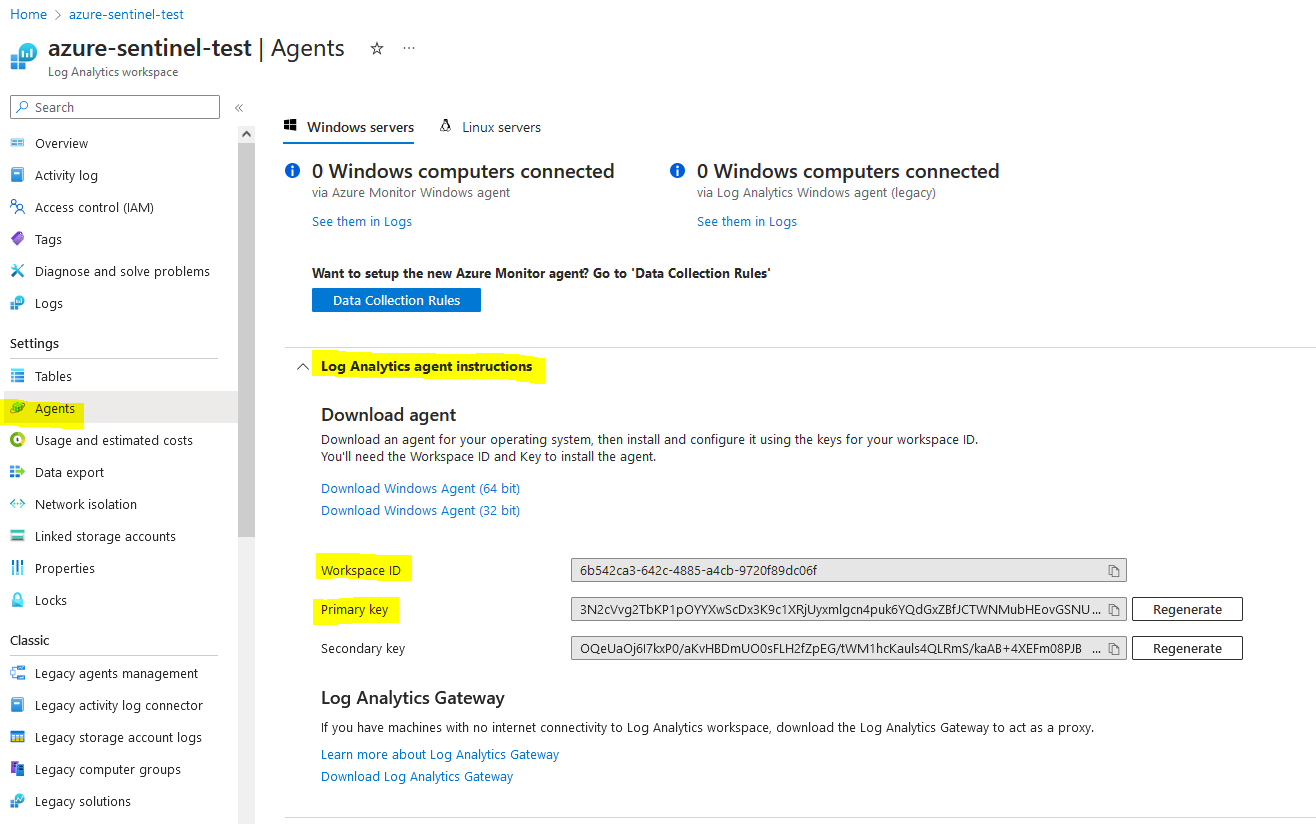 Home > azure-sentinel-test
azure-sentinel-test | Agents
Log Analytics workspace
Search
Overview
Activity log
Access control (IAM)
Tags
Diagnose and solve problems
Logs
Settings
Tables
Agents
Usage and estimated costs
Data export
Network isolation
Linked storage accounts
Properties
Locks
Classic
Legacy agents management
Legacy activity log connector
Legacy storage account logs
Legacy computer groups
Legacy solutions
Windows servers
Linux servers
0 Windows computers connected
via Azure Monitor Windows agent
See them in Logs
0 Windows computers connected
via Log Analytics Windows agent (legacy)
See them in Logs
Want to setup the new Azure Monitor agent? Go to 'Data Collection Rules'
Data Collection Rules
Log Analytics agent instructions
Download agent
Download an agent for your operating system, then install and configure it using the keys for your workspace ID.
You'll need the Workspace ID and Key to install the agent.
Download Windows Agent (64 bit)
Download Windows Agent (32 bit)
Workspace ID 6b542ca3-642c-4885-a4cb-9720f89dc06f
Primary key 3N2cVvg2TbKP1pOYYXwScDx3K9c1XRjUyxmlgcn4puk6YQdGxZBfJCTWNMubHEovGSNU... Regenerate
Secondary key OQeUaOj6I7kxP0/aKvHBDmUO0sFLH2fZpEG/tWM1hcKauls4QLRmS/kaAB+4XEFm08PJB ... Regenerate
Log Analytics Gateway
If you have machines with no internet connectivity to Log Analytics workspace, download the Log Analytics Gateway to act as a proxy.
Learn more about Log Analytics Gateway
Download Log Analytics Gateway